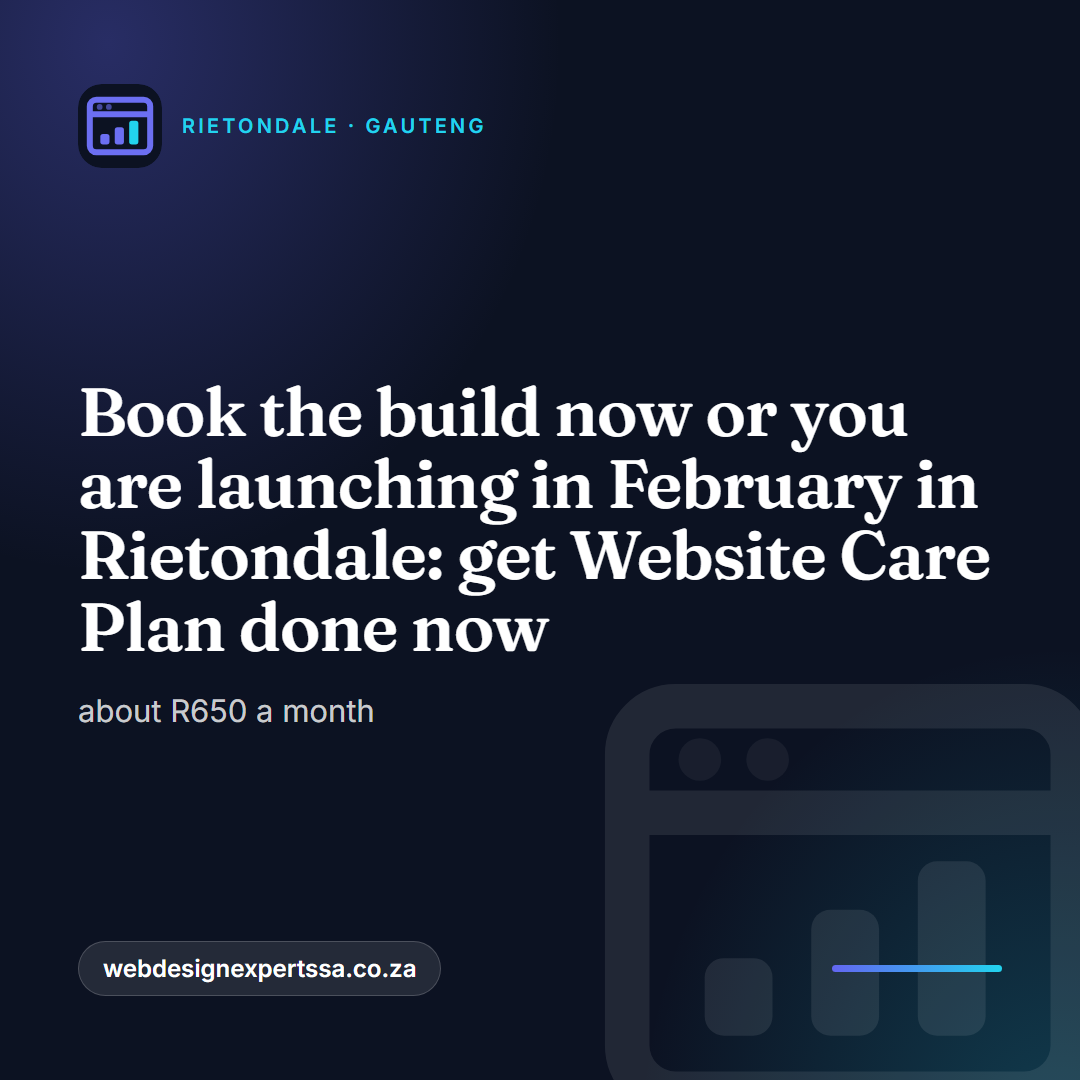 RIETONDALE · GAUTENG
Book the build now or you
are launching in February in
Rietondale: get Website Care
Plan done now
about R650 a month
webdesignexpertssa.co.za